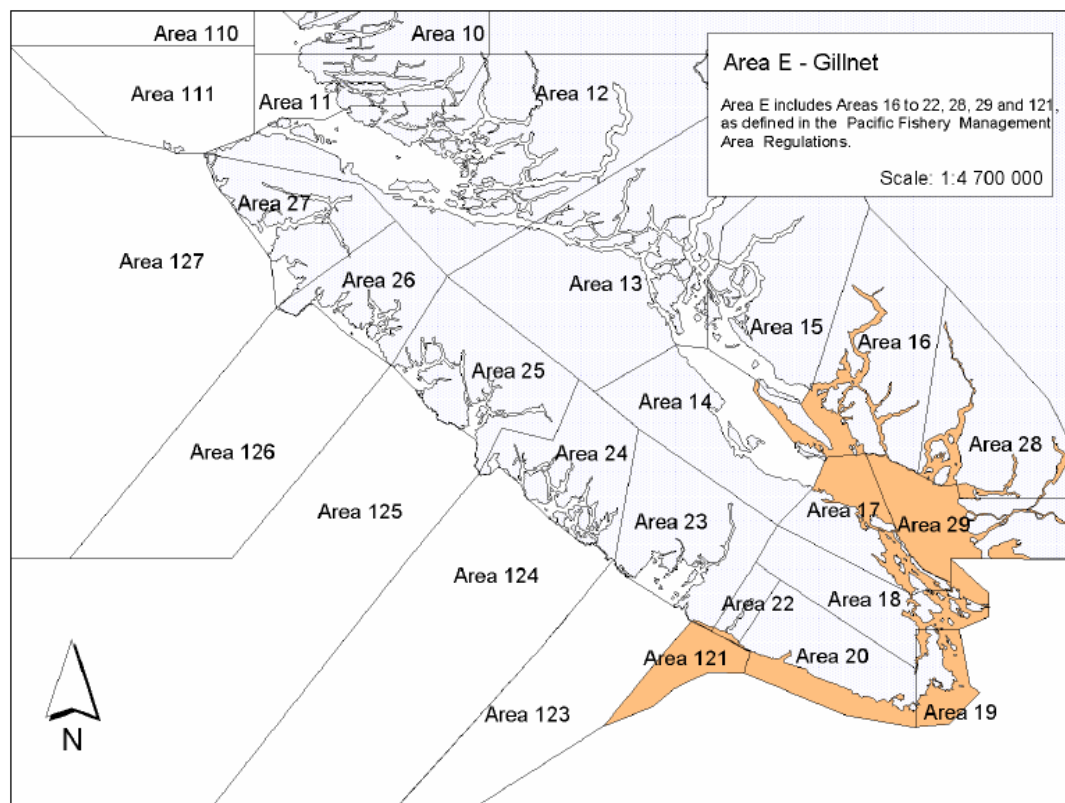 Area 110
Area 10
Area E - Gillnet
Area 111
Area 11
Area 12
Area E includes Areas 16 to 22, 28, 29 and 121,
as defined in the Pacific Fishery Management
Area Regulations.
Scale: 1:4 700 000
Area 27
Area 127
Area 26
Area 13
Area 15
Area 16
Area 25
Area 14
Area 126
Area 24
Area 28
Area 125
Area 23
Area 17
Area 29
Area 124
Area 22
Area 18
Area 121
Area 20
Area 123
Area 19
N